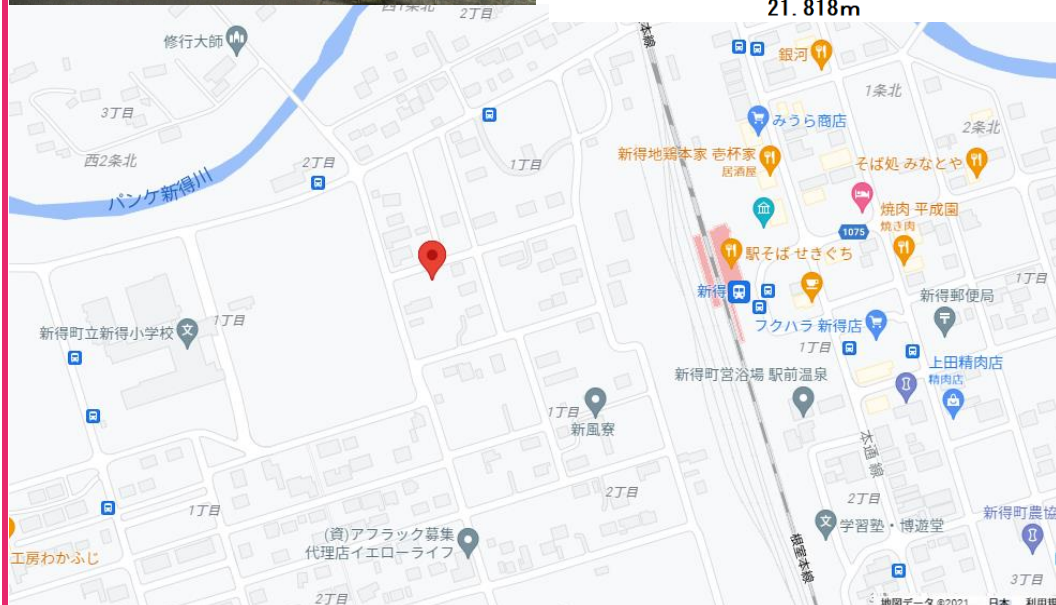 21.818m
西1条北
2丁目
本線
修行大師
銀河
1条北
3丁目
みうら商店
2条北
新得地鶏本家 壱杯家
居酒屋
1丁目
そば処 みなとや
西2条北
2丁目
パンケ新得川
焼肉 平成園
焼き肉
1075
駅そば せきぐち
1丁目
新得
新得郵便局
1丁目
新得町立新得小学校
フクハラ 新得店
1丁目
上田精肉店
精肉店
新得町営浴場 駅前温泉
1丁目
新風寮
本通線
2丁目
2丁目
1丁目
新得町農協
学習塾・博遊堂
(資)アフラック募集
代理店イエローライフ
根室本線
工房わかふじ
3丁目
2丁目
地図データ ©2021
日本
利用規